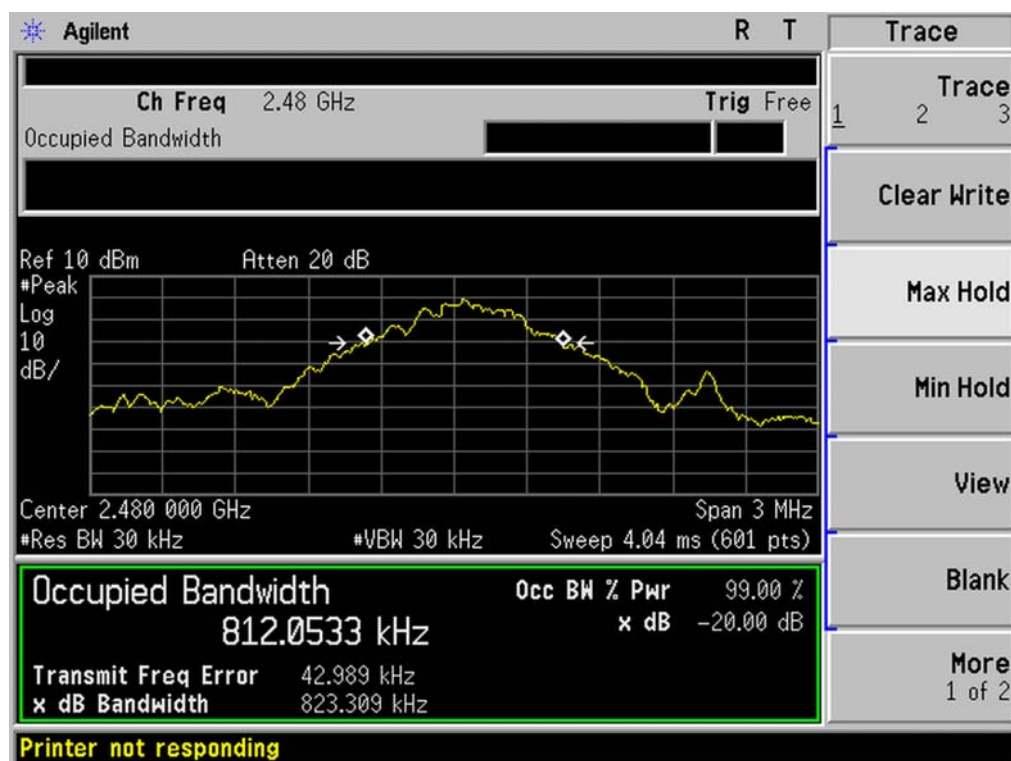 Agilent R T Trace
Ch Freq 2.48 GHz Trig Free
Occupied Bandwidth
Trace
1 2 3
Clear Write
Ref 10 dBm Atten 20 dB
#Peak
Log
10
dB/
Max Hold
Min Hold
View
Center 2.480 000 GHz Span 3 MHz
#Res BW 30 kHz #VBW 30 kHz Sweep 4.04 ms (601 pts)
Occupied Bandwidth
812.0533 kHz
Occ BW % Pwr 99.00 %
x dB -20.00 dB
Transmit Freq Error 42.989 kHz
x dB Bandwidth 823.309 kHz
Blank
More
1 of 2
Printer not responding